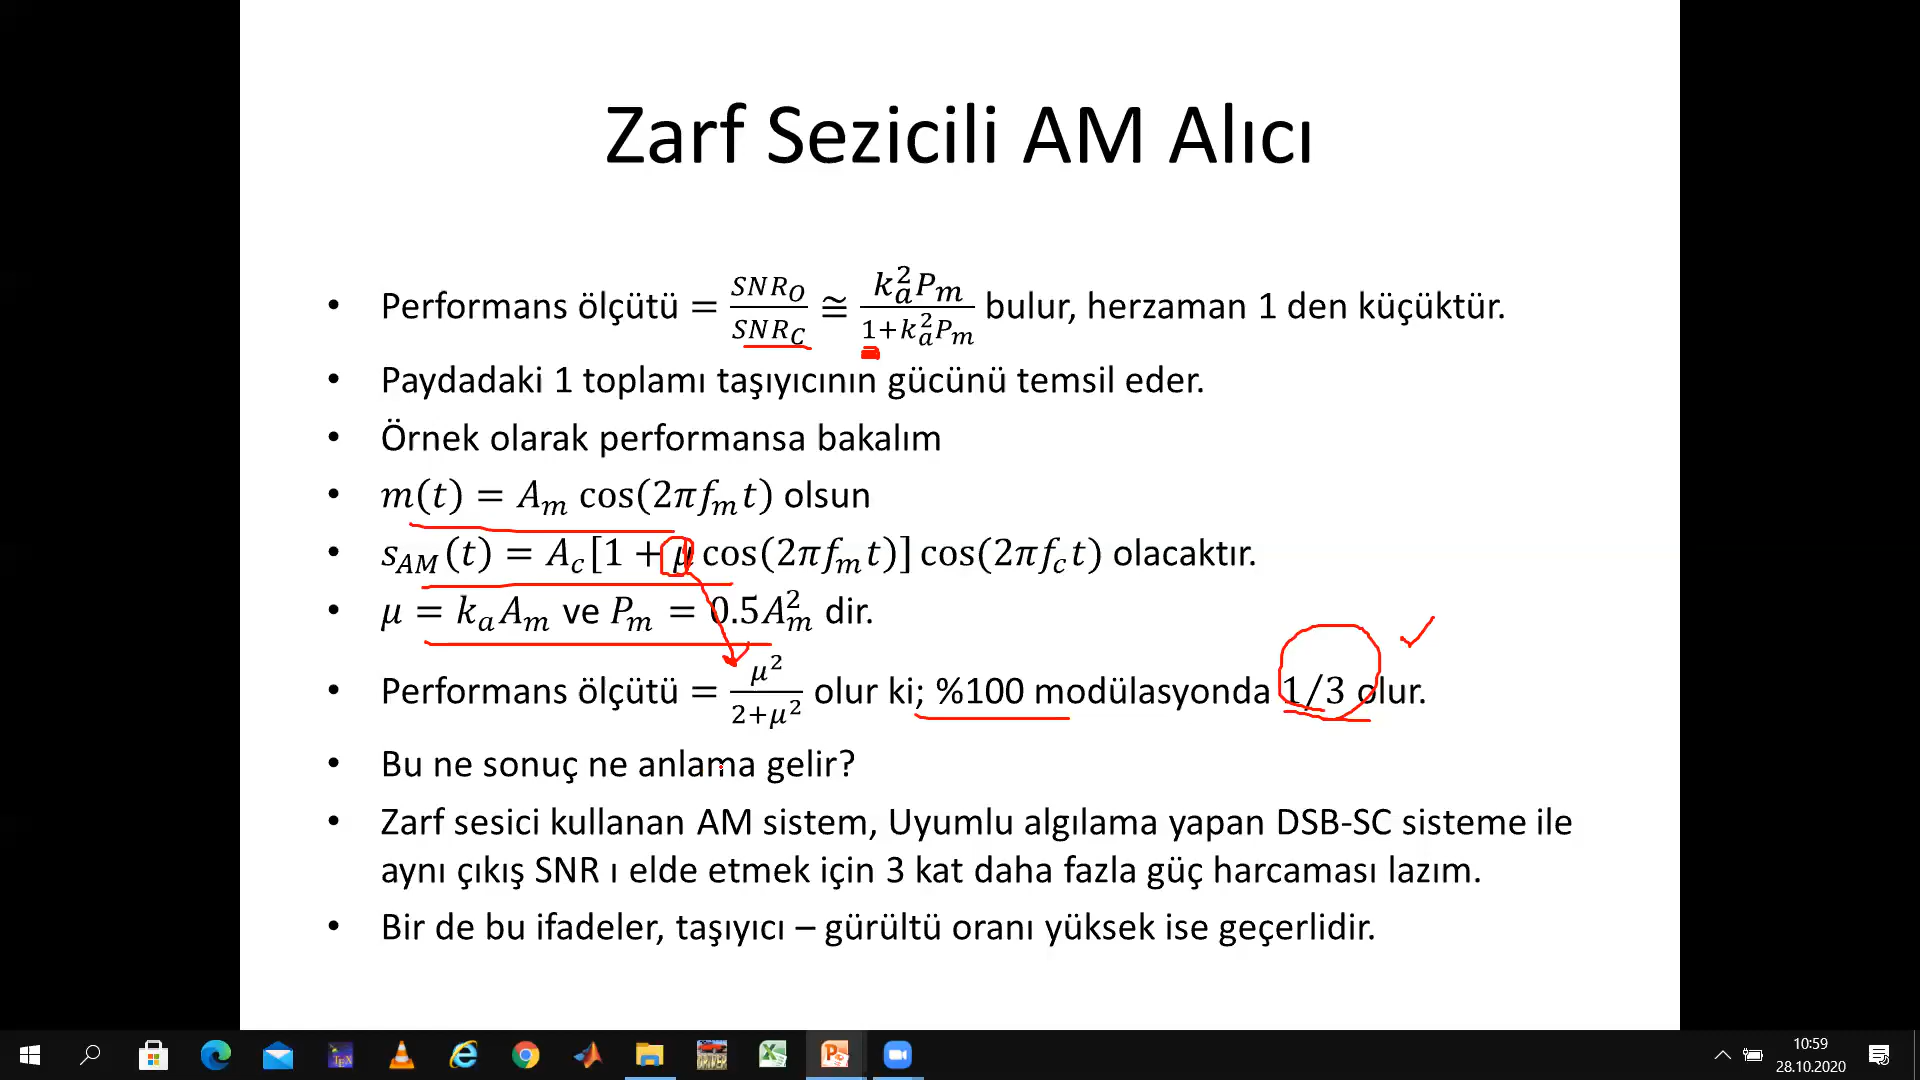 Zarf Sezicili AM Alıcı
• Performans ölçütü = SNR_O/SNR_C ≅ k_a^2 P_m/(1+k_a^2 P_m) bulur, herzaman 1 den küçüktür.
• Paydadaki 1 toplamı taşıyıcının gücünü temsil eder.
• Örnek olarak performansa bakalım
• m(t) = A_m cos(2πf_m t) olsun
• s_AM(t) = A_c[1 + μ cos(2πf_m t)] cos(2πf_c t) olacaktır.
• μ = k_a A_m ve P_m = 0.5A_m^2 dir.
• Performans ölçütü = μ^2/(2+μ^2) olur ki; %100 modülasyonda 1/3 olur.
• Bu ne sonuç ne anlama gelir?
• Zarf sesici kullanan AM sistem, Uyumlu algılama yapan DSB-SC sisteme ile
aynı çıkış SNR ı elde etmek için 3 kat daha fazla güç harcaması lazım.
• Bir de bu ifadeler, taşıyıcı – gürültü oranı yüksek ise geçerlidir.
10:59
28.10.2020